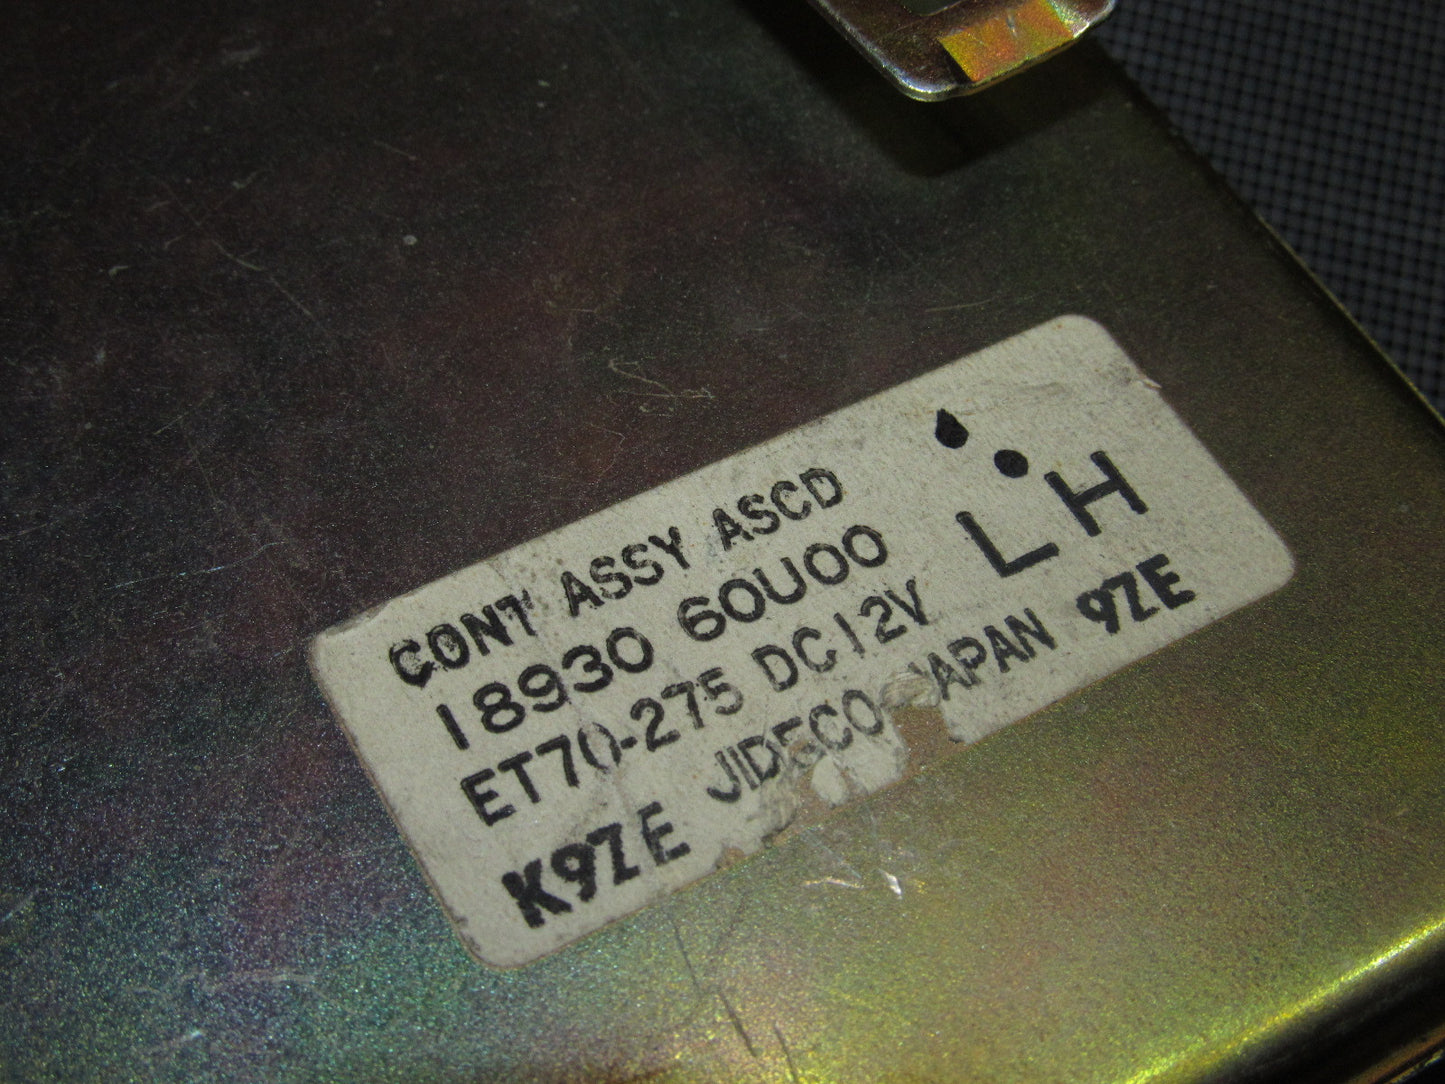 CONT ASSY ASCD
18930 60U00 LH
ET70-275 DC12V
JIDECO JAPAN 9ZE
K9ZE